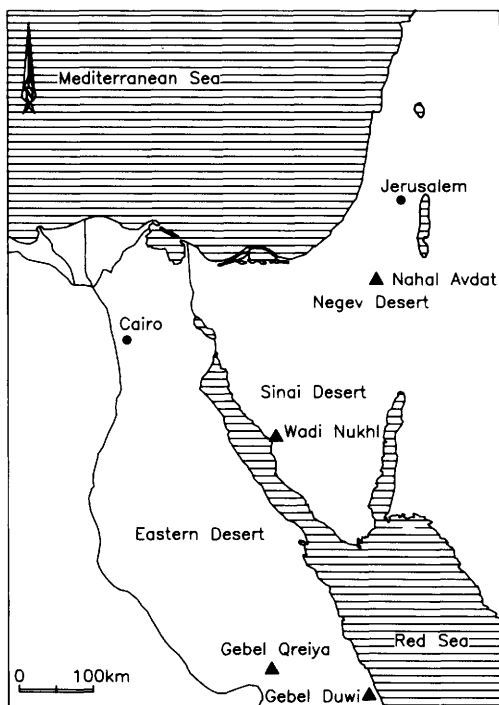 Mediterranean Sea
Jerusalem
Nahal Avdat
Negev Desert
Cairo
Sinai Desert
Wadi Nukhl
Eastern Desert
Gebel Qreiya
Red Sea
0 100km
Gebel Duwi